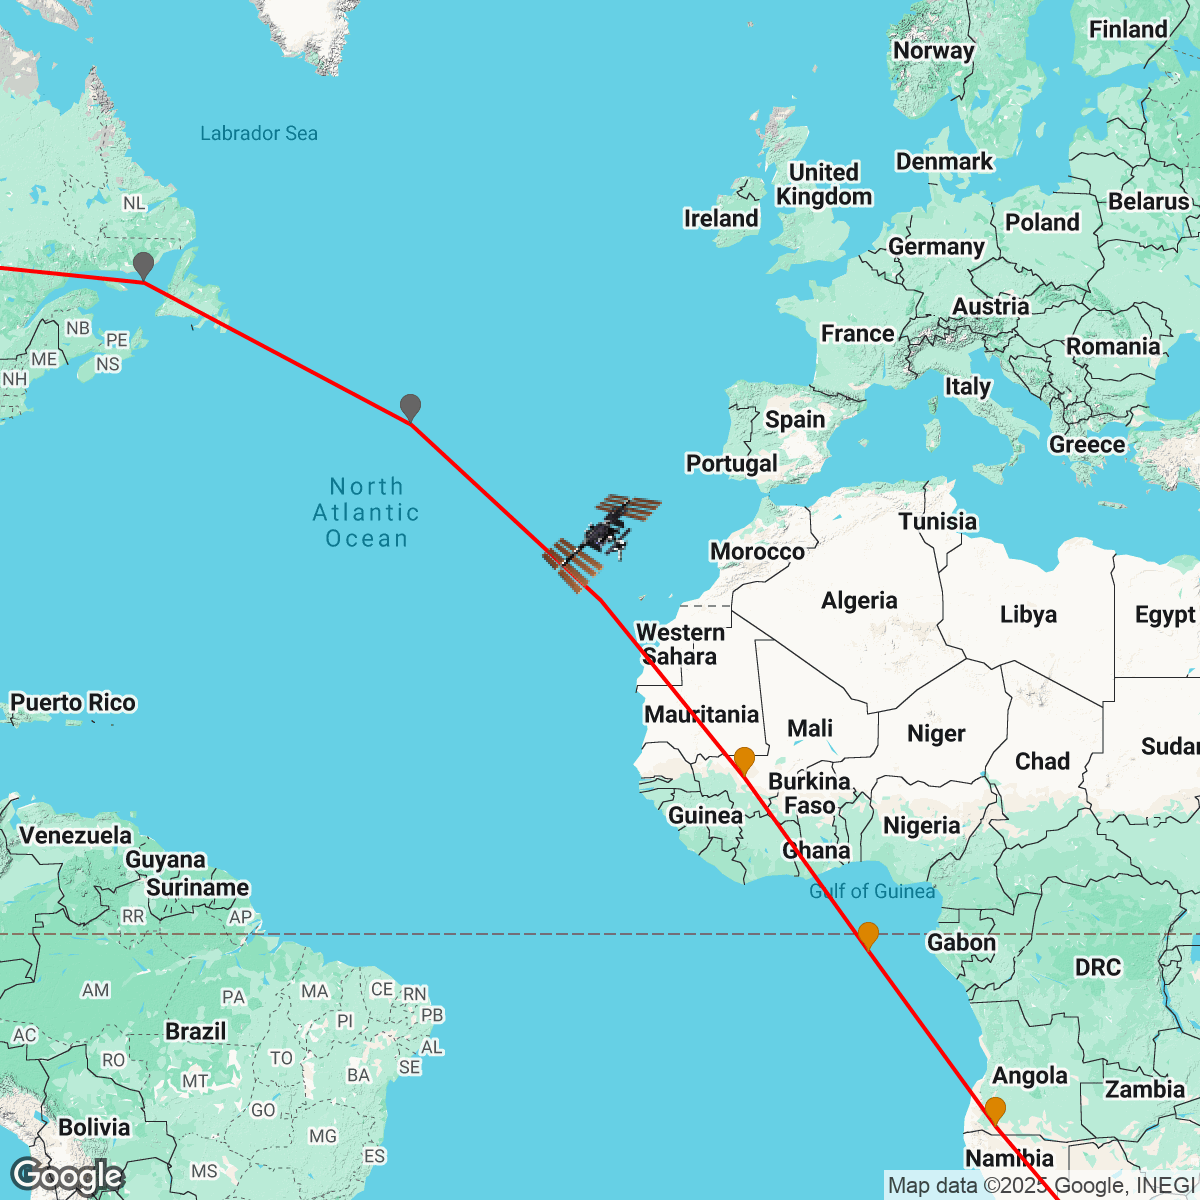 Finland
Norway
Labrador Sea
Denmark
United
Kingdom
Belarus
NL
Ireland
Poland
Germany
Austria
NB
PE
France
Romania
ME
NS
NH
Italy
Spain
Greece
Portugal
North
Atlantic
Ocean
Tunisia
Morocco
Algeria
Libya
Egypt
Western
Sahara
Puerto Rico
Mauritania
Mali
Niger
Sudan
Chad
Burkina
Faso
Guinea
Nigeria
Venezuela
Ghana
Guyana
Suriname
Gulf of Guinea
RR
AP
Gabon
DRC
AM
PA
MA
CE
RN
PB
PI
AC
Brazil
AL
RO
TO
SE
MT
BA
Angola
Zambia
GO
Bolivia
MG
ES
Namibia
MS
Google
Map data ©2025 Google, INEGI